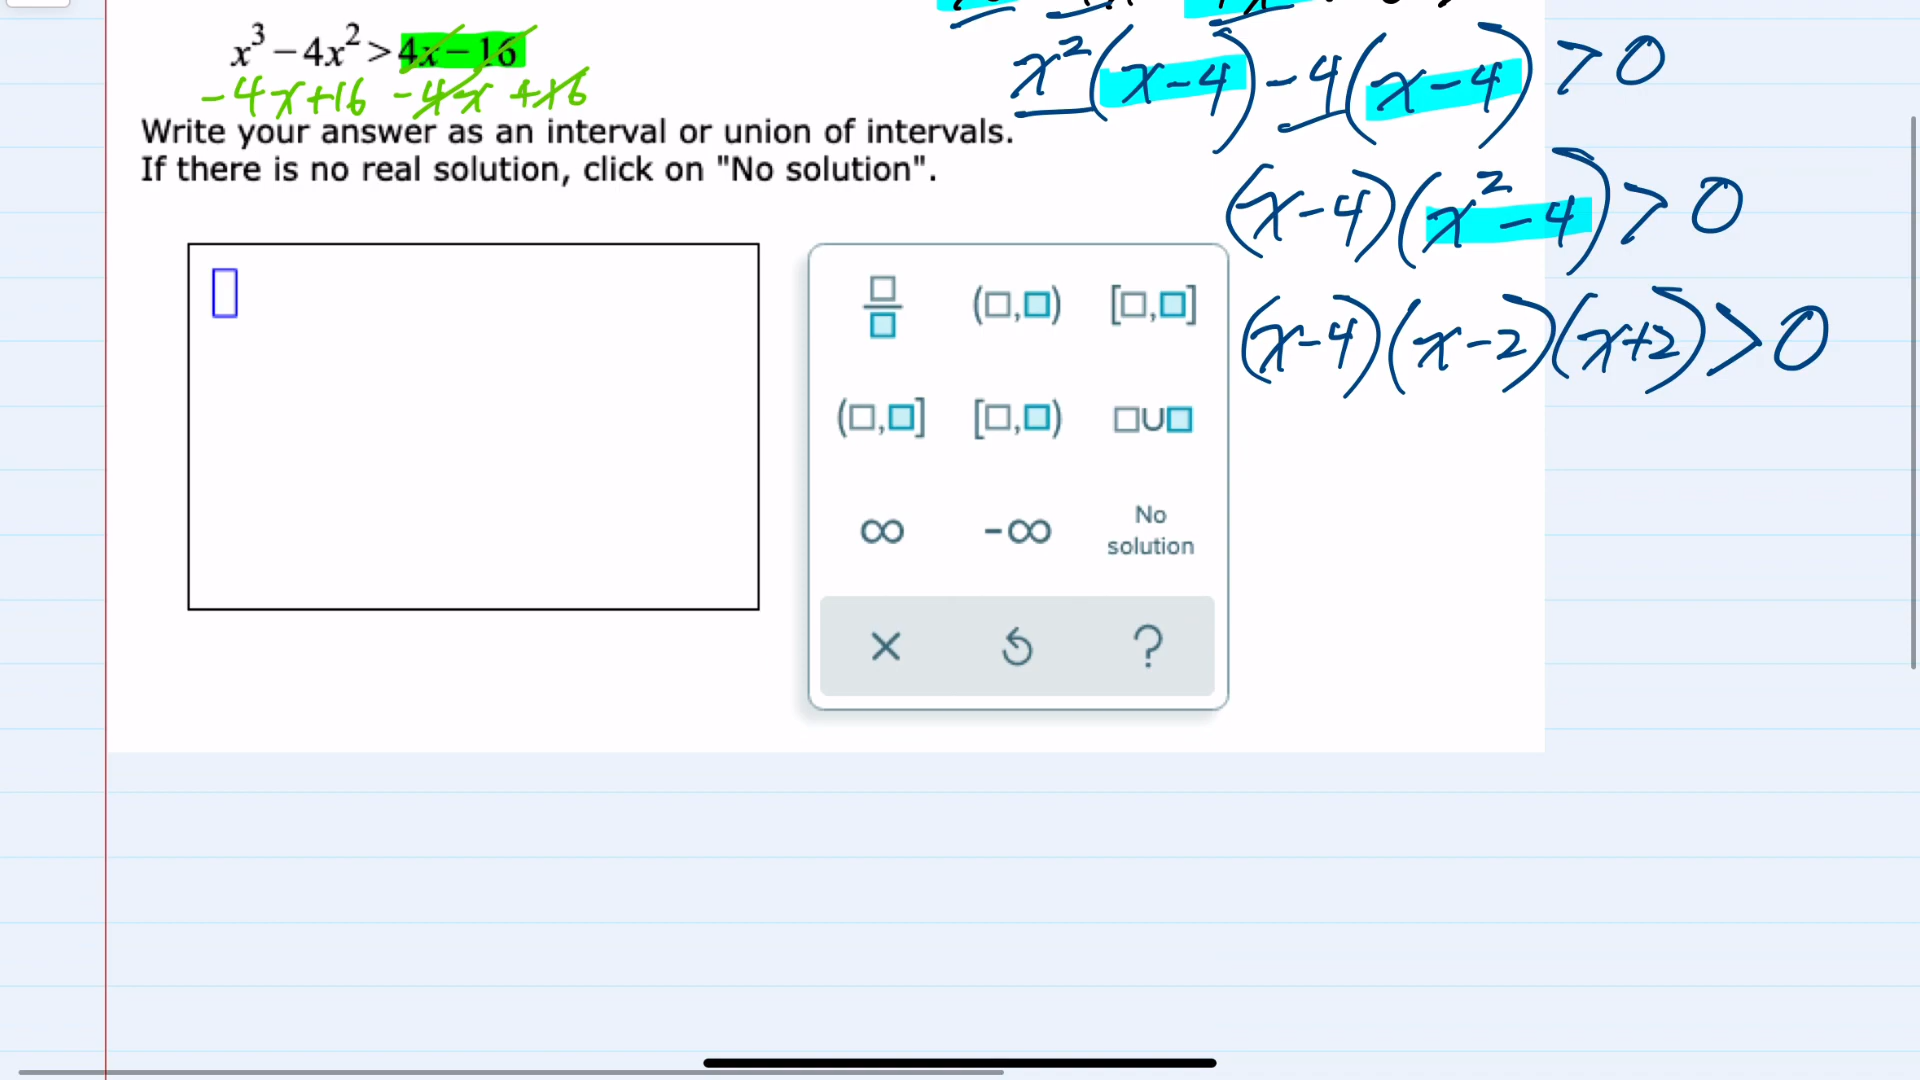 x³ − 4x² > 4x − 16
−4x+16 −4x +16
x²(x−4)−4(x−4) > 0
Write your answer as an interval or union of intervals.
If there is no real solution, click on "No solution".
(x−4)(x²−4) > 0
(x−4)(x−2)(x+2) > 0
(□,□) [□,□]
(□,□] [□,□) □∪□
∞ −∞ No solution
× ?